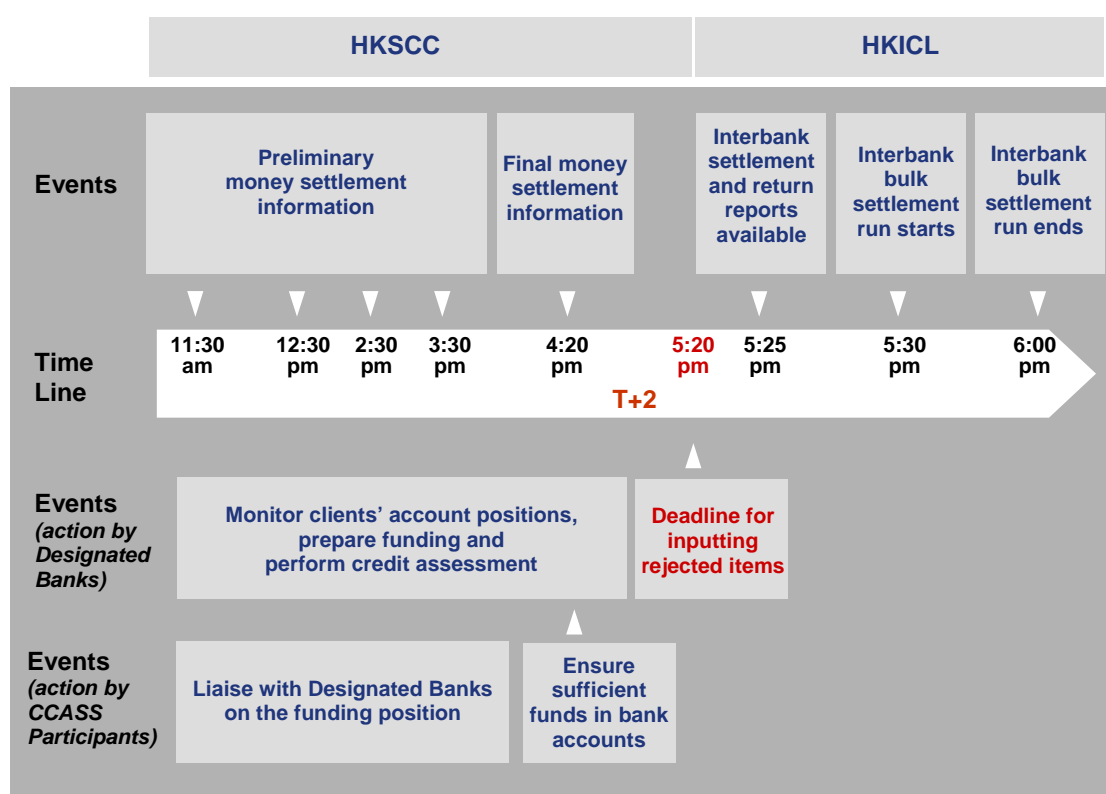 HKSCC
HKICL
Events
Preliminary
money settlement
information
Final money
settlement
information
Interbank
settlement
and return
reports
available
Interbank
bulk
settlement
run starts
Interbank
bulk
settlement
run ends
Time
Line
11:30
am
12:30
pm
2:30
pm
3:30
pm
4:20
pm
5:20
pm
5:25
pm
5:30
pm
6:00
pm
T+2
Events
(action by
Designated
Banks)
Monitor clients’ account positions,
prepare funding and
perform credit assessment
Deadline for
inputting
rejected items
Events
(action by
CCASS
Participants)
Liaise with Designated Banks
on the funding position
Ensure
sufficient
funds in bank
accounts